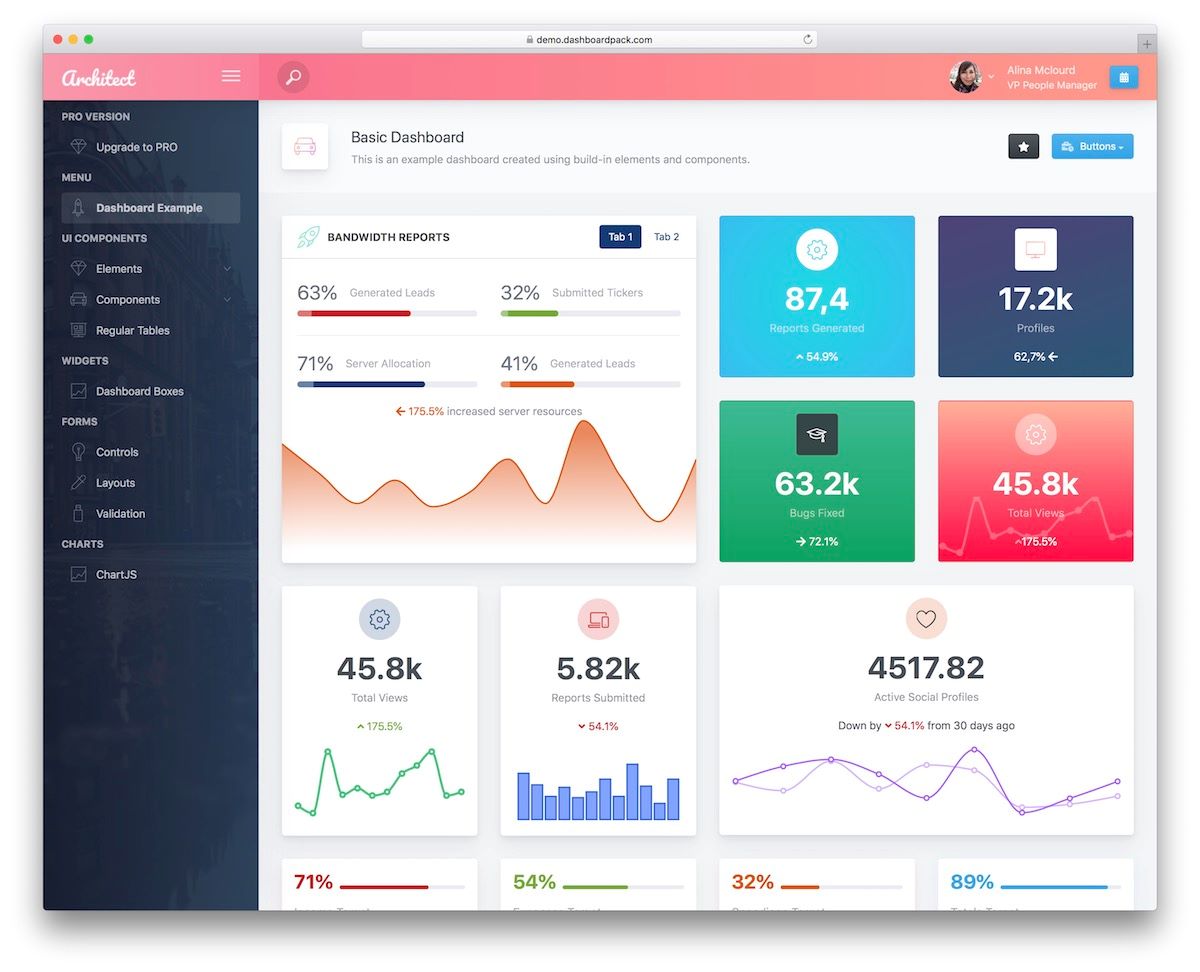 demo.dashboardpack.com
Architect
Alina Mclourd
VP People Manager
PRO VERSION
Upgrade to PRO
MENU
Dashboard Example
UI COMPONENTS
Elements
Components
Regular Tables
WIDGETS
Dashboard Boxes
FORMS
Controls
Layouts
Validation
CHARTS
ChartJS
Basic Dashboard
This is an example dashboard created using build-in elements and components.
Buttons
BANDWIDTH REPORTS
Tab 1 Tab 2
63% Generated Leads
32% Submitted Tickers
71% Server Allocation
41% Generated Leads
175.5% increased server resources
87,4
Reports Generated
54.9%
17.2k
Profiles
62,7%
63.2k
Bugs Fixed
72.1%
45.8k
Total Views
175.5%
45.8k
Total Views
175.5%
5.82k
Reports Submitted
54.1%
4517.82
Active Social Profiles
Down by 54.1% from 30 days ago
71%
54%
32%
89%